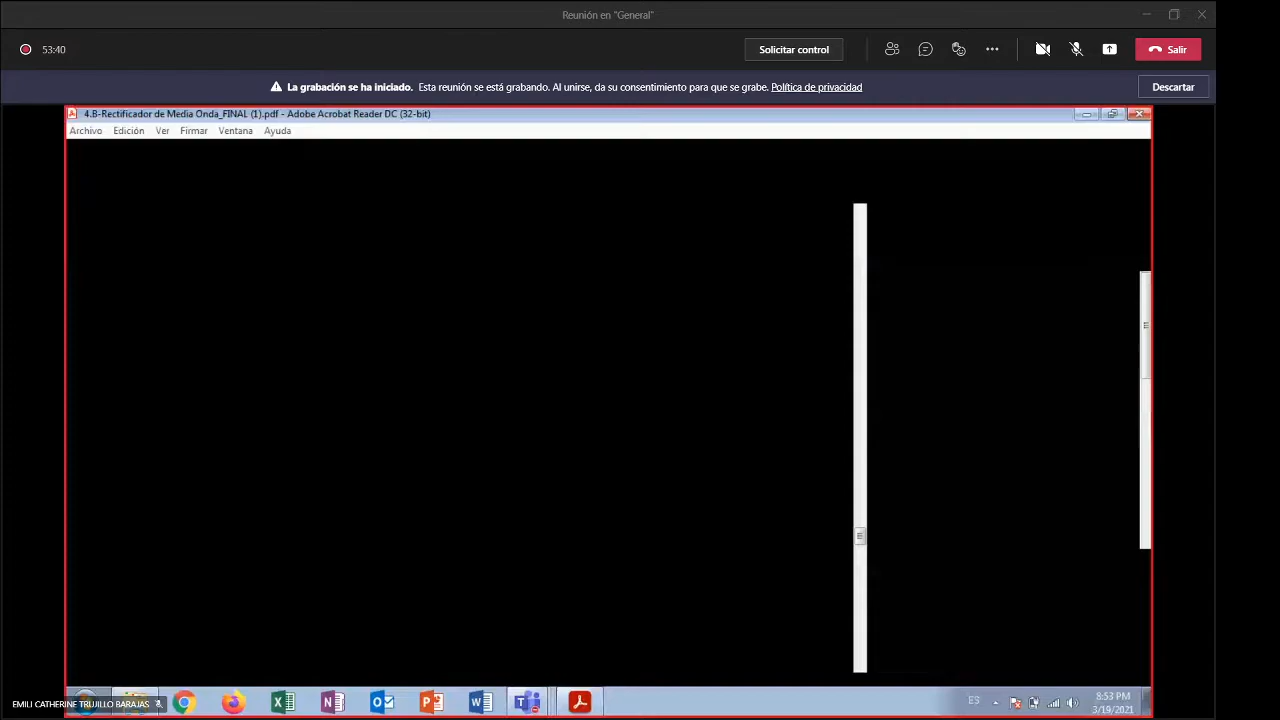 Reunión en "General"
53:40
Solicitar control
Salir
La grabación se ha iniciado. Esta reunión se está grabando. Al unirse, da su consentimiento para que se grabe. Política de privacidad
Descartar
4.B-Rectificador de Media Onda_FINAL (1).pdf - Adobe Acrobat Reader DC (32-bit)
Archivo Edición Ver Firmar Ventana Ayuda
EMILI CATHERINE TRUJILLO BARAJAS
ES
8:53 PM
3/19/2021